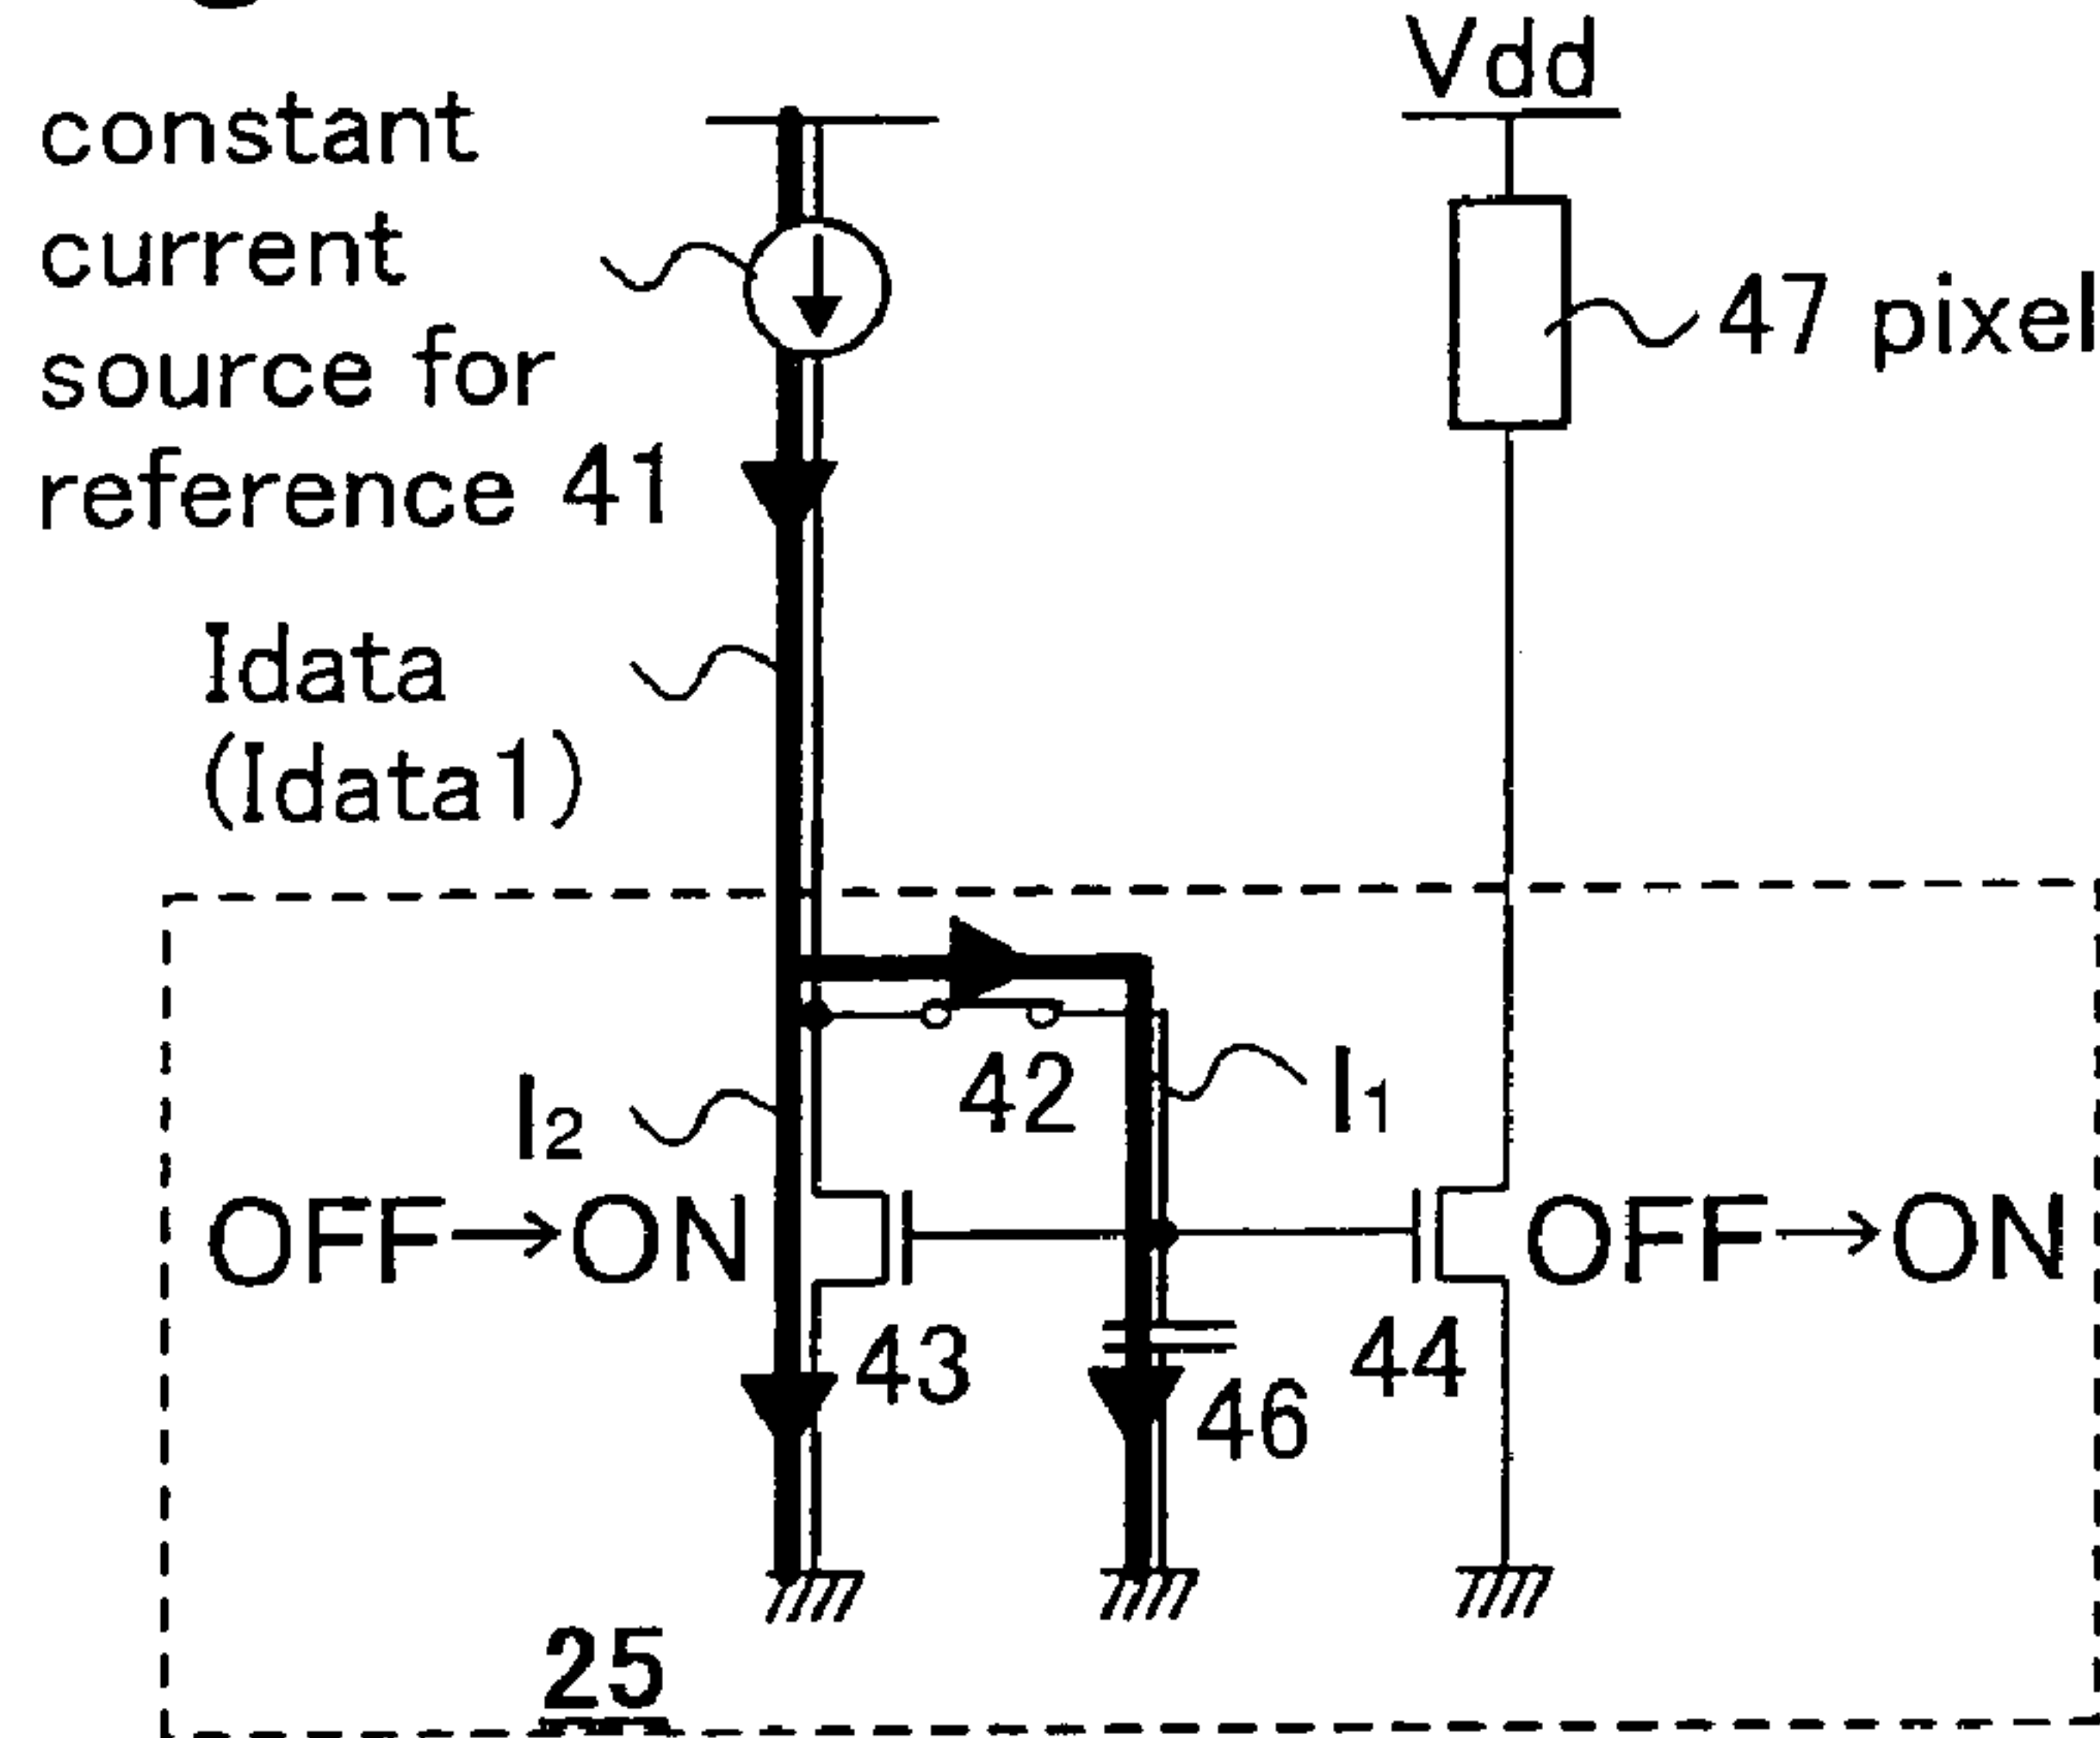 constant
current
source for
reference 41
Vdd
47 pixel
Idata
(Idata1)
42
I₂
I₁
OFF→ON
OFF→ON
43
44
46
25